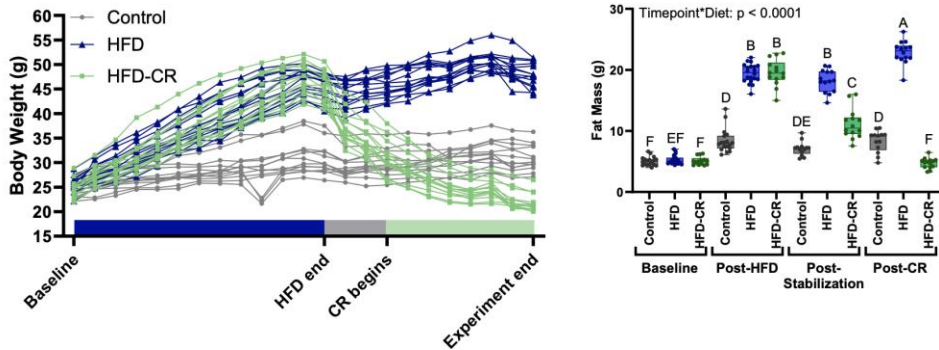 Control
HFD
HFD-CR
Body Weight (g)
60
55
50
45
40
35
30
25
20
15
Baseline
HFD end
CR begins
Experiment end
Timepoint*Diet: p < 0.0001
Fat Mass (g)
30
20
10
0
F
EF
F
D
B
B
DE
B
C
D
A
F
Control
HFD
HFD-CR
Control
HFD
HFD-CR
Control
HFD
HFD-CR
Control
HFD
HFD-CR
Baseline
Post-HFD
Post-
Stabilization
Post-CR